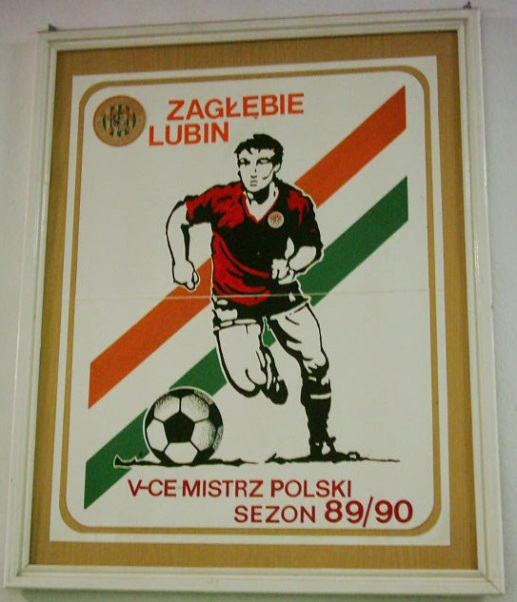 ZAGŁĘBIE
LUBIN
V-CE MISTRZ POLSKI
SEZON 89/90